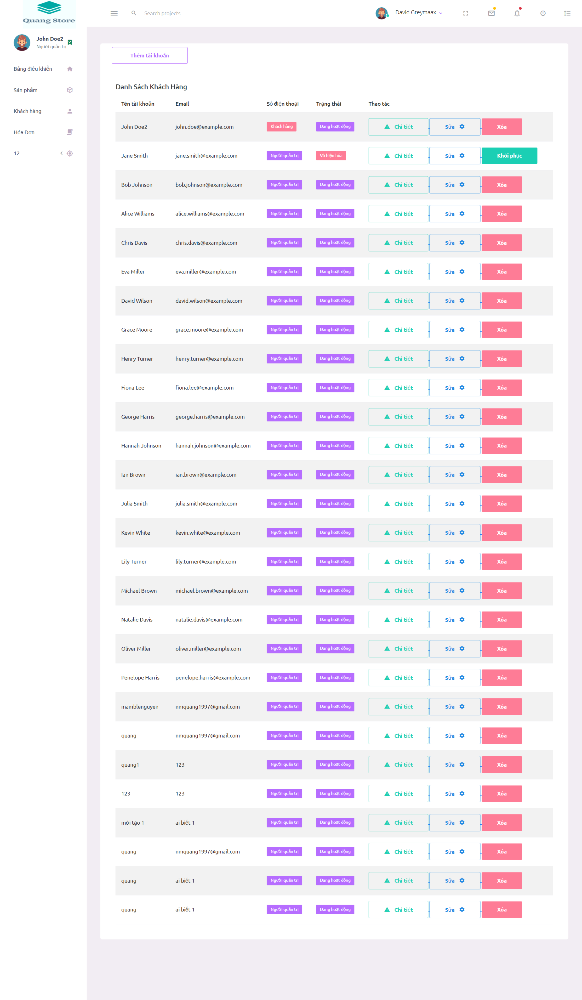 Quang Store
Search projects
David Greymaax
John Doe2
Người quản trị
Bảng điều khiển
Sản phẩm
Khách hàng
Hóa Đơn
12
Thêm tài khoản
Danh Sách Khách Hàng
Tên tài khoản Email Số điện thoại Trạng thái Thao tác
John Doe2 john.doe@example.com Khách hàng Đang hoạt động Chi tiết Sửa Xóa
Jane Smith jane.smith@example.com Người quản trị Vô hiệu hóa Chi tiết Sửa Khôi phục
Bob Johnson bob.johnson@example.com Người quản trị Đang hoạt động Chi tiết Sửa Xóa
Alice Williams alice.williams@example.com Người quản trị Đang hoạt động Chi tiết Sửa Xóa
Chris Davis chris.davis@example.com Người quản trị Đang hoạt động Chi tiết Sửa Xóa
Eva Miller eva.miller@example.com Người quản trị Đang hoạt động Chi tiết Sửa Xóa
David Wilson david.wilson@example.com Người quản trị Đang hoạt động Chi tiết Sửa Xóa
Grace Moore grace.moore@example.com Người quản trị Đang hoạt động Chi tiết Sửa Xóa
Henry Turner henry.turner@example.com Người quản trị Đang hoạt động Chi tiết Sửa Xóa
Fiona Lee fiona.lee@example.com Người quản trị Đang hoạt động Chi tiết Sửa Xóa
George Harris george.harris@example.com Người quản trị Đang hoạt động Chi tiết Sửa Xóa
Hannah Johnson hannah.johnson@example.com Người quản trị Đang hoạt động Chi tiết Sửa Xóa
Ian Brown ian.brown@example.com Người quản trị Đang hoạt động Chi tiết Sửa Xóa
Julia Smith julia.smith@example.com Người quản trị Đang hoạt động Chi tiết Sửa Xóa
Kevin White kevin.white@example.com Người quản trị Đang hoạt động Chi tiết Sửa Xóa
Lily Turner lily.turner@example.com Người quản trị Đang hoạt động Chi tiết Sửa Xóa
Michael Brown michael.brown@example.com Người quản trị Đang hoạt động Chi tiết Sửa Xóa
Natalie Davis natalie.davis@example.com Người quản trị Đang hoạt động Chi tiết Sửa Xóa
Oliver Miller oliver.miller@example.com Người quản trị Đang hoạt động Chi tiết Sửa Xóa
Penelope Harris penelope.harris@example.com Người quản trị Đang hoạt động Chi tiết Sửa Xóa
mamblenguyen nmquang1997@gmail.com Người quản trị Đang hoạt động Chi tiết Sửa Xóa
quang nmquang1997@gmail.com Người quản trị Đang hoạt động Chi tiết Sửa Xóa
quang1 123 Người quản trị Đang hoạt động Chi tiết Sửa Xóa
123 123 Người quản trị Đang hoạt động Chi tiết Sửa Xóa
mới tạo 1 ai biết 1 Người quản trị Đang hoạt động Chi tiết Sửa Xóa
quang nmquang1997@gmail.com Người quản trị Đang hoạt động Chi tiết Sửa Xóa
quang ai biết 1 Người quản trị Đang hoạt động Chi tiết Sửa Xóa
quang ai biết 1 Người quản trị Đang hoạt động Chi tiết Sửa Xóa